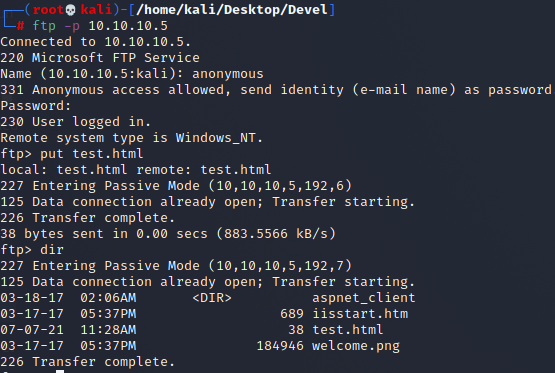 ┌──(root💀kali)-[/home/kali/Desktop/Devel]
└─# ftp -p 10.10.10.5
Connected to 10.10.10.5.
220 Microsoft FTP Service
Name (10.10.10.5:kali): anonymous
331 Anonymous access allowed, send identity (e-mail name) as password
Password:
230 User logged in.
Remote system type is Windows_NT.
ftp> put test.html
local: test.html remote: test.html
227 Entering Passive Mode (10,10,10,5,192,6)
125 Data connection already open; Transfer starting.
226 Transfer complete.
38 bytes sent in 0.00 secs (883.5566 kB/s)
ftp> dir
227 Entering Passive Mode (10,10,10,5,192,7)
125 Data connection already open; Transfer starting.
03-18-17  02:06AM       <DIR>          aspnet_client
03-17-17  05:37PM                  689 iisstart.htm
07-07-21  11:28AM                   38 test.html
03-17-17  05:37PM               184946 welcome.png
226 Transfer complete.